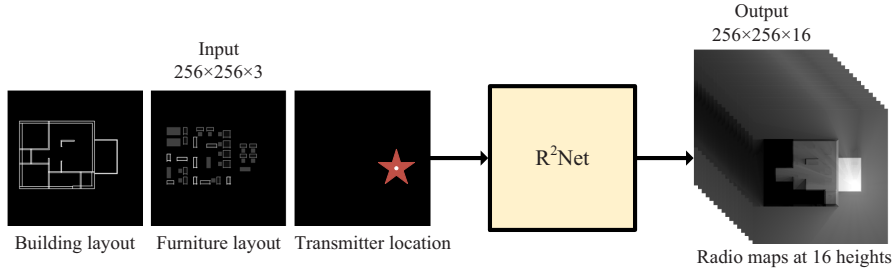 Input
256×256×3
Building layout
Furniture layout
Transmitter location
R²Net
Output
256×256×16
Radio maps at 16 heights